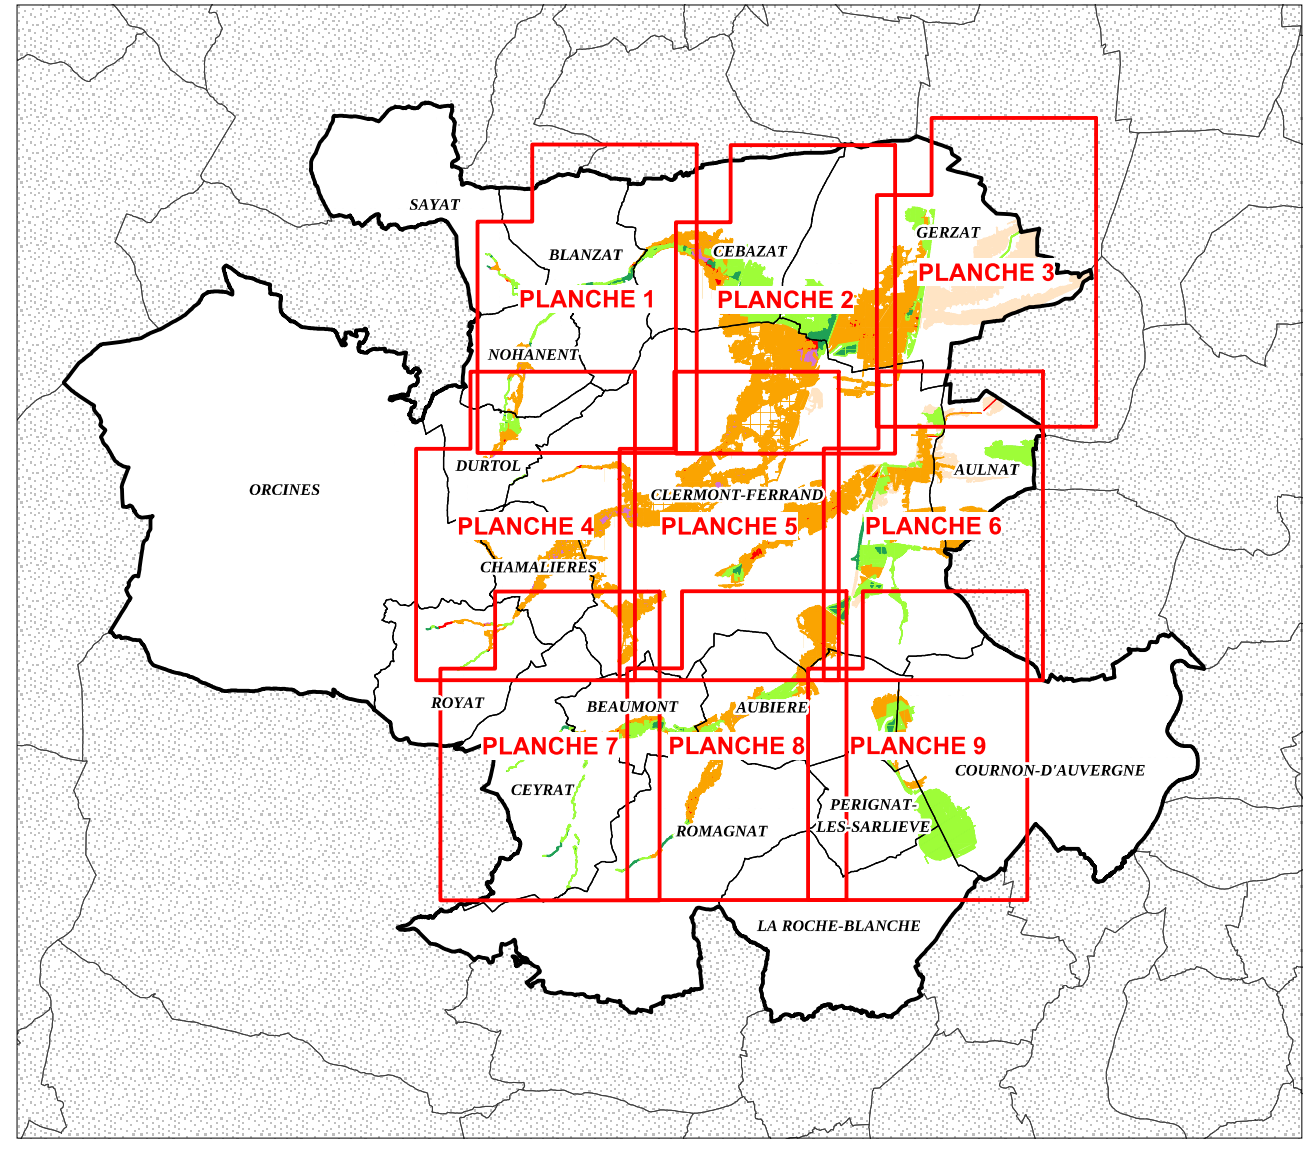 SAYAT
GERZAT
BLANZAT
CEBAZAT
PLANCHE 3
PLANCHE 1
PLANCHE 2
NOHANENT
DURTOL
AULNAT
ORCINES
CLERMONT-FERRAND
PLANCHE 4
PLANCHE 5
PLANCHE 6
CHAMALIERES
ROYAT
BEAUMONT
AUBIERE
PLANCHE 7
PLANCHE 8
PLANCHE 9
COURNON-D'AUVERGNE
CEYRAT
PERIGNAT-
LES-SARLIEVE
ROMAGNAT
LA ROCHE-BLANCHE